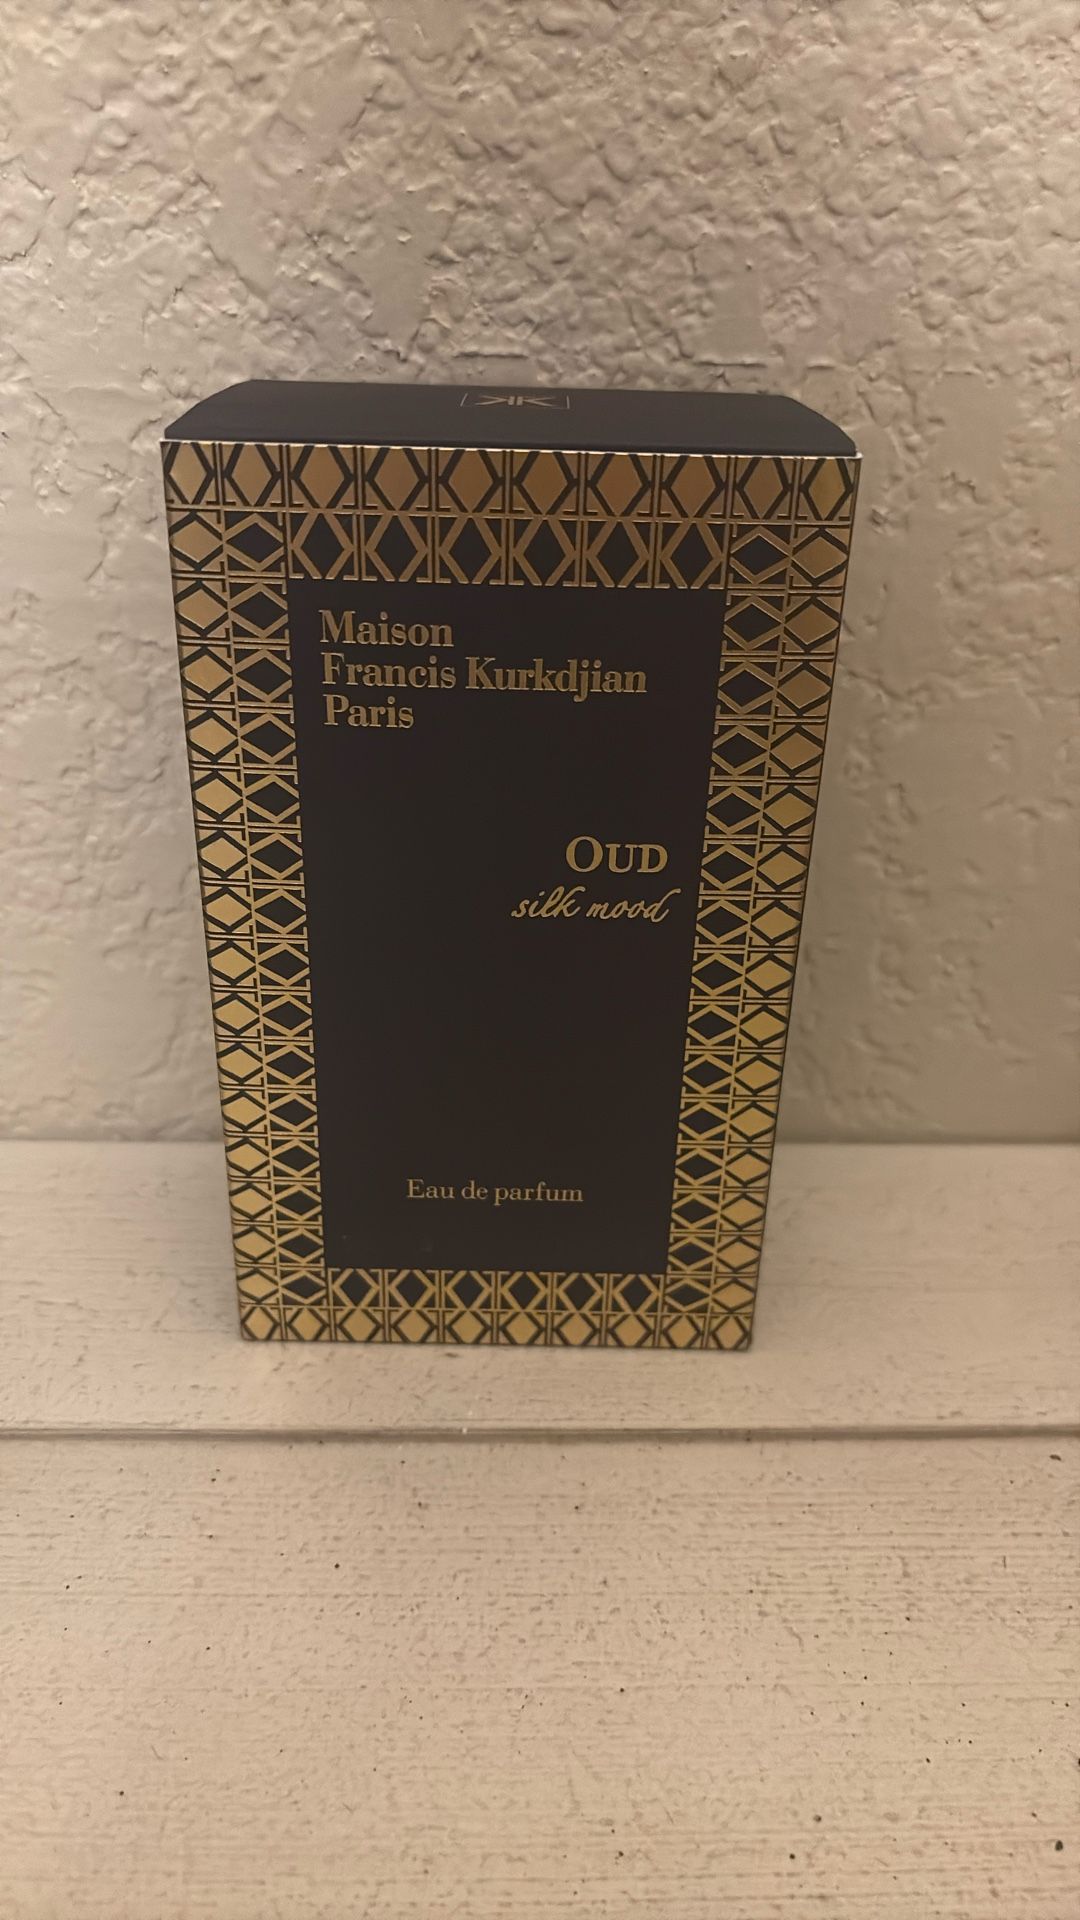 Maison
Francis Kurkdjian
Paris
OUD
silk mood
Eau de parfum